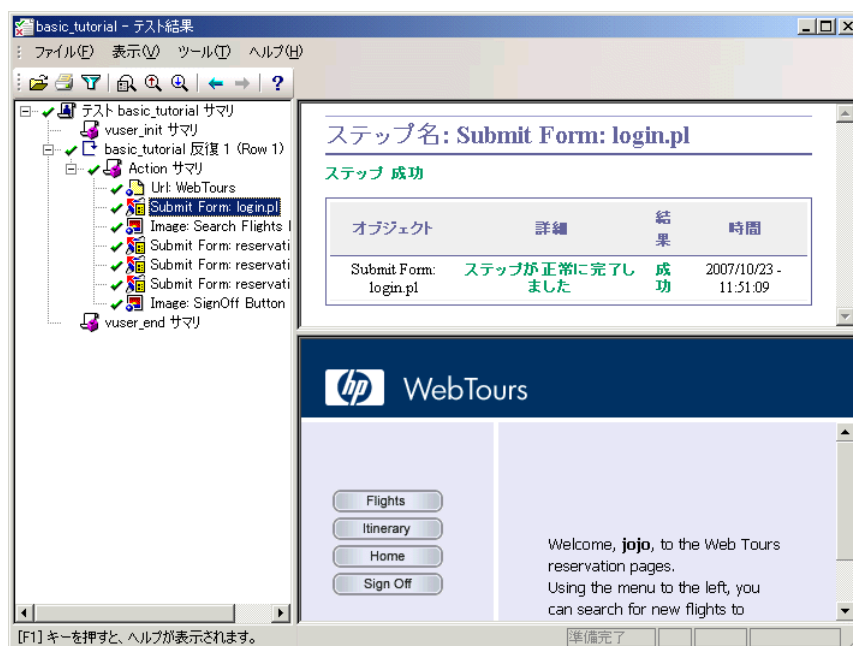 basic_tutorial - テスト結果
ファイル(F) 表示(V) ツール(T) ヘルプ(H)
テスト basic_tutorial サマリ
vuser_init サマリ
basic_tutorial 反復 1 (Row 1)
Action サマリ
Url: WebTours
Submit Form: login.pl
Image: Search Flights
Submit Form: reservati
Submit Form: reservati
Submit Form: reservati
Image: SignOff Button
vuser_end サマリ
ステップ名: Submit Form: login.pl
ステップ 成功
オブジェクト 詳細 結果 時間
Submit Form: login.pl ステップが正常に完了しました 成功 2007/10/23 - 11:51:09
hp WebTours
Flights
Itinerary
Home
Sign Off
Welcome, jojo, to the Web Tours
reservation pages.
Using the menu to the left, you
can search for new flights to
[F1] キーを押すと、ヘルプが表示されます。
準備完了